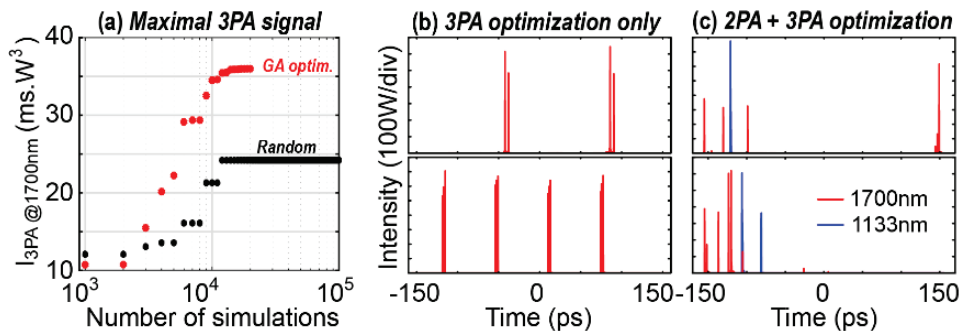 (a) Maximal 3PA signal
I3PA @1700nm (ms.W³)
40
30
20
10
GA optim.
Random
10³
10⁴
10⁵
Number of simulations
(b) 3PA optimization only
Intensity (100W/div)
-150
0
150
Time (ps)
(c) 2PA + 3PA optimization
1700nm
1133nm
-150
0
150
Time (ps)